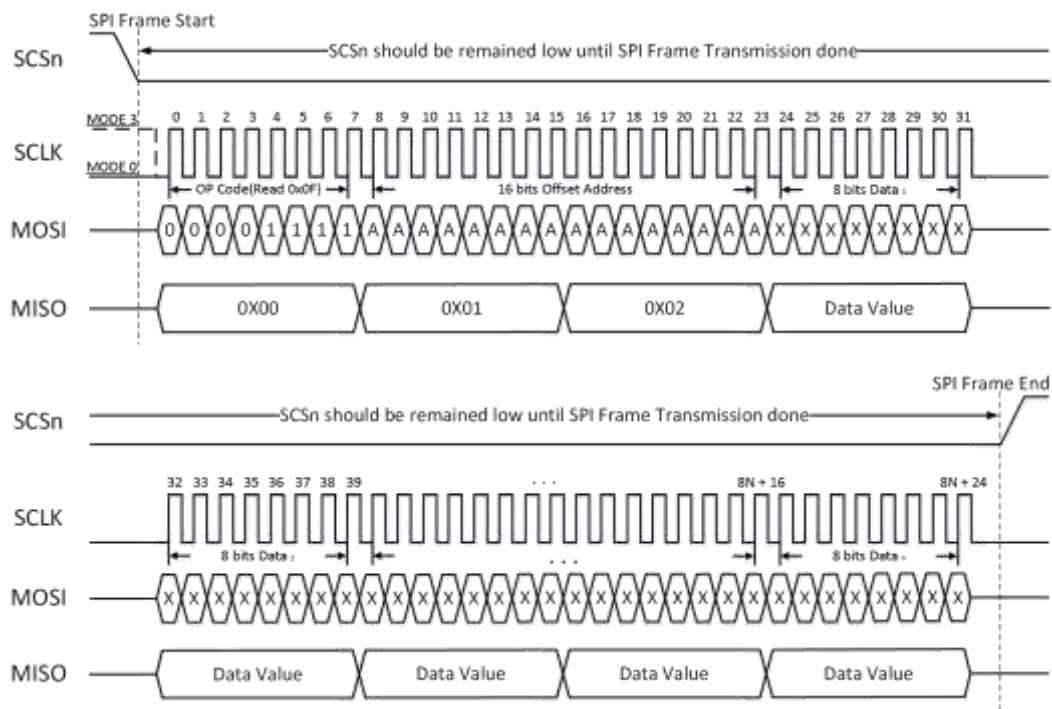 SPI Frame Start
SCSn
SCSn should be remained low until SPI Frame Transmission done
0 1 2 3 4 5 6 7 8 9 10 11 12 13 14 15 16 17 18 19 20 21 22 23 24 25 26 27 28 29 30 31
MODE 3
SCLK
MODE 0
OP Code(Read 0x0F) 16 bits Offset Address 8 bits Data 1
MOSI 0 0 0 0 1 1 1 1 A A A A A A A A A A A A A A A A X X X X X X X X
MISO 0X00 0X01 0X02 Data Value
SPI Frame End
SCSn
SCSn should be remained low until SPI Frame Transmission done
32 33 34 35 36 37 38 39 · · · 8N + 16 8N + 24
SCLK
8 bits Data 2 · · · 8 bits Data
MOSI X X X X X X X X X X X X X X X X X X X X X X X X X X X X X X X X
MISO Data Value Data Value Data Value Data Value